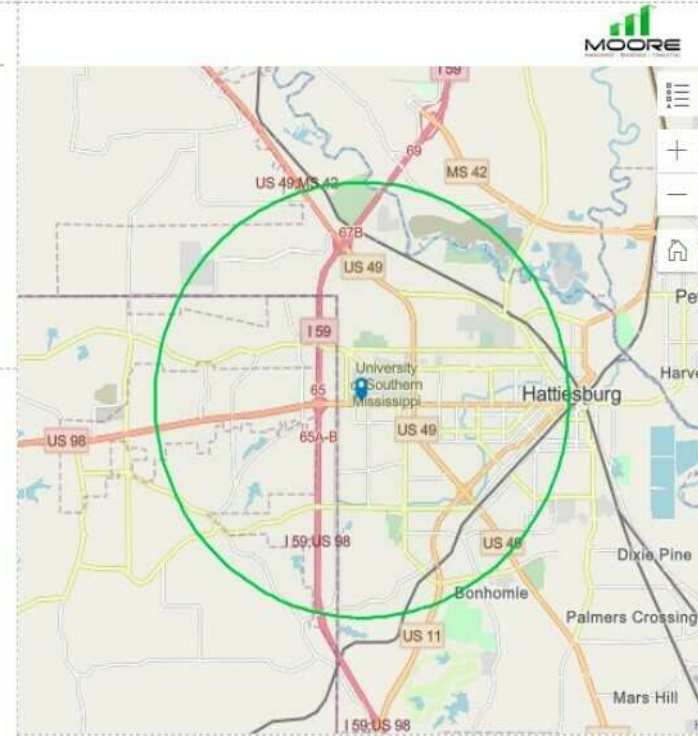 MOORE
I 59
69
MS 42
US 49;MS 42
67B
US 49
Pe
I 59
University
of Southern
Mississippi
Harve
65
Hattiesburg
US 98
65A-B
US 49
I 59;US 98
US 49
Dixie Pine
Bonhomie
Palmers Crossing
US 11
Mars Hill
I 59;US 98